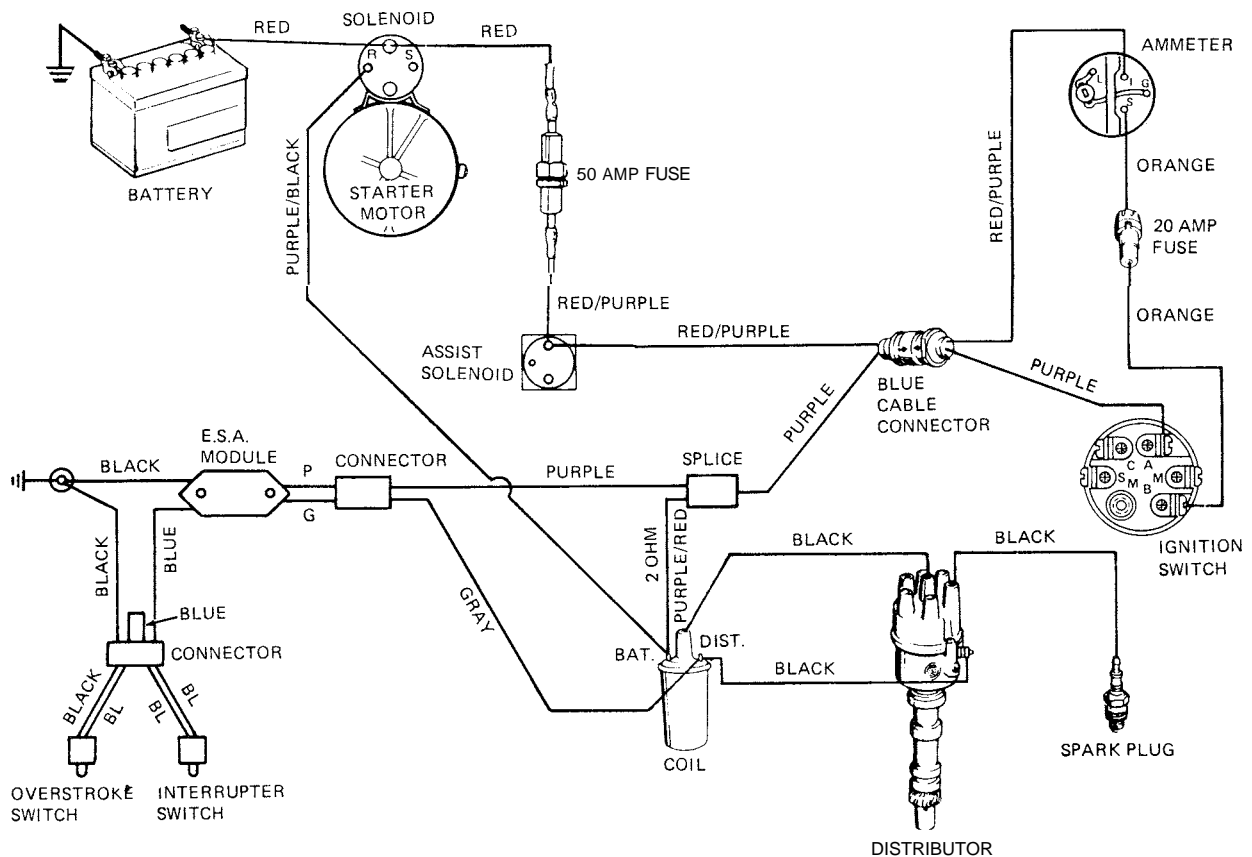 RED
SOLENOID
RED
R S
BATTERY
PURPLE/BLACK
STARTER
MOTOR
50 AMP FUSE
RED/PURPLE
AMMETER
L I G
S
ORANGE
20 AMP
FUSE
ORANGE
RED/PURPLE
RED/PURPLE
ASSIST
SOLENOID
BLUE
CABLE
CONNECTOR
PURPLE
PURPLE
E.S.A.
MODULE
BLACK
P
G
CONNECTOR
PURPLE
SPLICE
C A
S M
M B
IGNITION
SWITCH
BLACK
BLUE
BLUE
CONNECTOR
BLACK
BL
BL
BL
OVERSTROKE
SWITCH
INTERRUPTER
SWITCH
GRAY
2 OHM
PURPLE/RED
BLACK
BLACK
BAT.
DIST.
BLACK
COIL
SPARK PLUG
DISTRIBUTOR